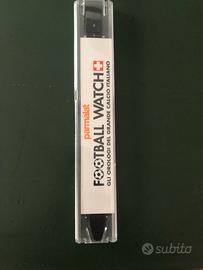 parmalat
FOOTBALL WATCH
GLI OROLOGI DEL GRANDE CALCIO ITALIANO
subito